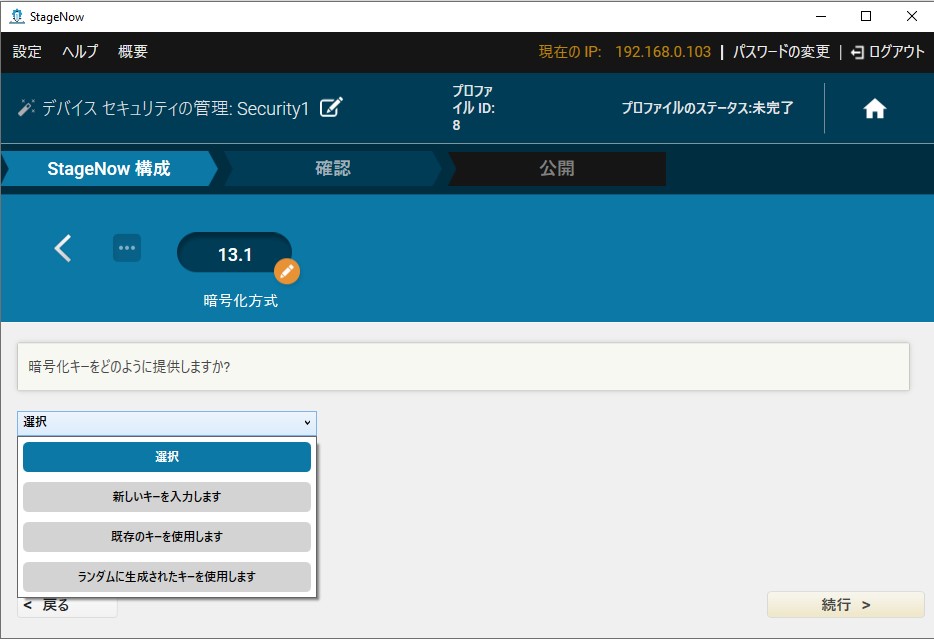 StageNow
設定 ヘルプ 概要 現在の IP: 192.168.0.103 | パスワードの変更 | ログアウト
デバイス セキュリティの管理: Security1
プロファ
イル ID:
8
プロファイルのステータス:未完了
StageNow 構成 確認 公開
13.1
暗号化方式
暗号化キーをどのように提供しますか?
選択
選択
新しいキーを入力します
既存のキーを使用します
ランダムに生成されたキーを使用します
< 戻る 続行 >